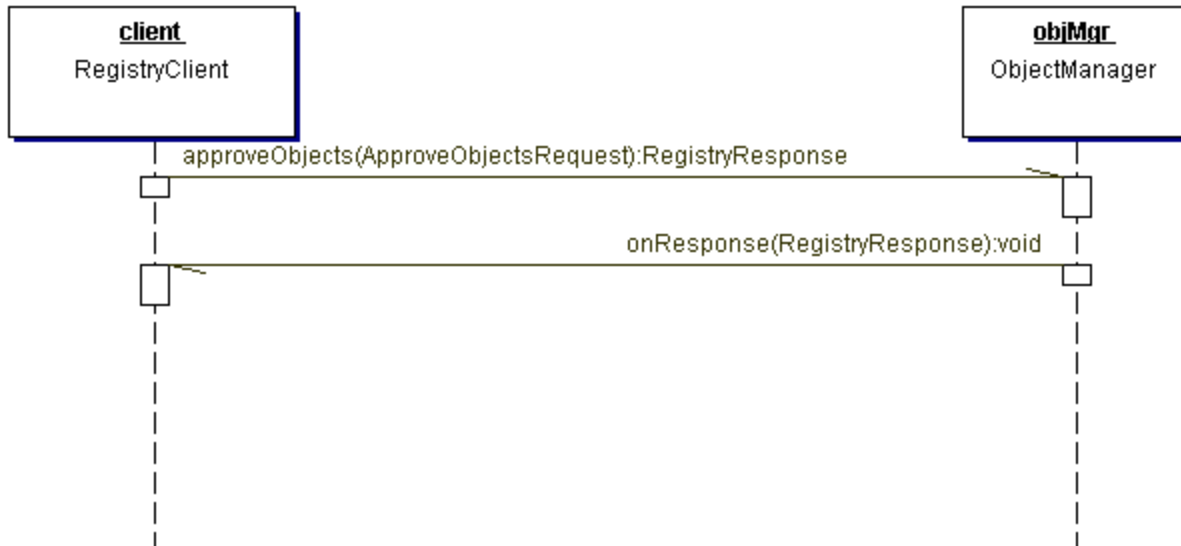 client
RegistryClient
objMgr
ObjectManager
approveObjects(ApproveObjectsRequest):RegistryResponse
onResponse(RegistryResponse):void